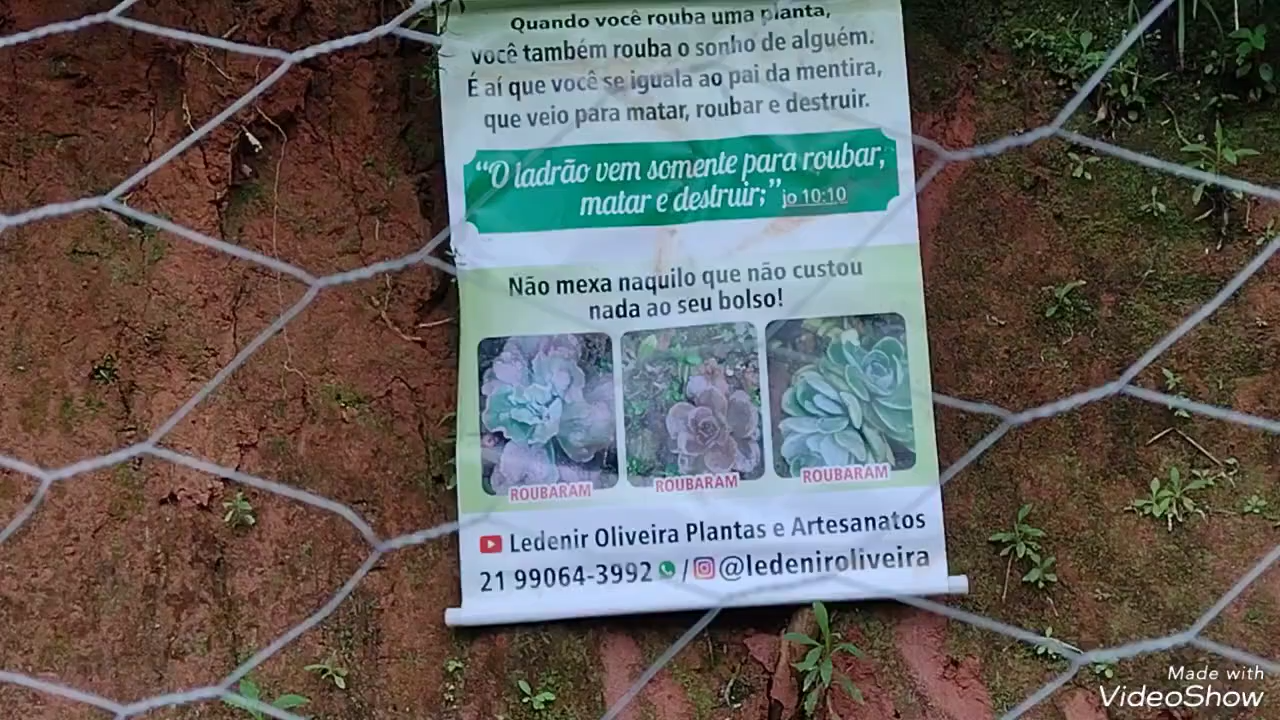 Quando você rouba uma planta,
você também rouba o sonho de alguém.
É aí que você se iguala ao pai da mentira,
que veio para matar, roubar e destruir.
“O ladrão vem somente para roubar,
matar e destruir;” jo 10:10
Não mexa naquilo que não custou
nada ao seu bolso!
ROUBARAM ROUBARAM ROUBARAM
Ledenir Oliveira Plantas e Artesanatos
21 99064-3992 / @ledeniroliveira
Made with
VideoShow